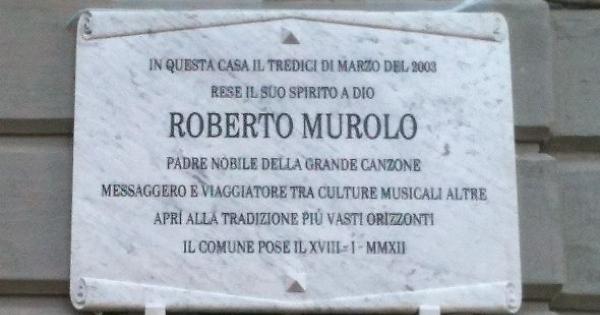 IN QUESTA CASA IL TREDICI DI MARZO DEL 2003
RESE IL SUO SPIRITO A DIO
ROBERTO MUROLO
PADRE NOBILE DELLA GRANDE CANZONE
MESSAGGERO E VIAGGIATORE TRA CULTURE MUSICALI ALTRE
APRÌ ALLA TRADIZIONE PIÙ VASTI ORIZZONTI
IL COMUNE POSE IL XVIII - I - MMXII